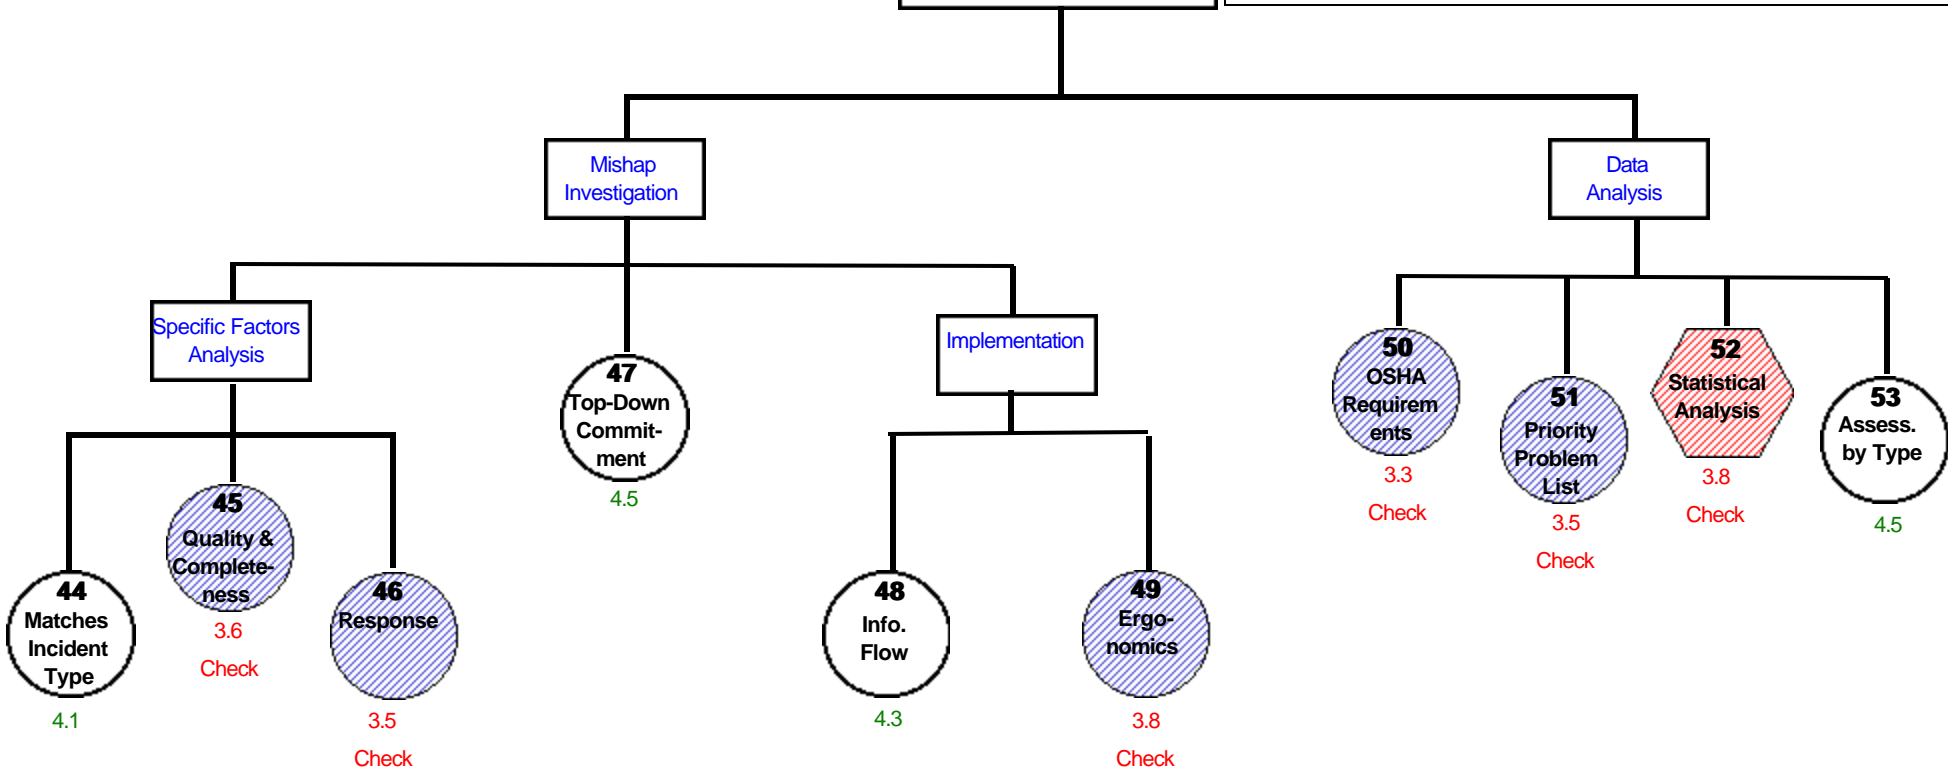 Mishap
Investigation
Data
Analysis
Specific Factors
Analysis
Implementation
47
Top-Down
Commit-
ment
4.5
50
OSHA
Requirem
ents
3.3
Check
51
Priority
Problem
List
3.5
Check
52
Statistical
Analysis
3.8
Check
53
Assess.
by Type
4.5
44
Matches
Incident
Type
4.1
45
Quality &
Complete-
ness
3.6
Check
46
Response
3.5
Check
48
Info.
Flow
4.3
49
Ergo-
nomics
3.8
Check